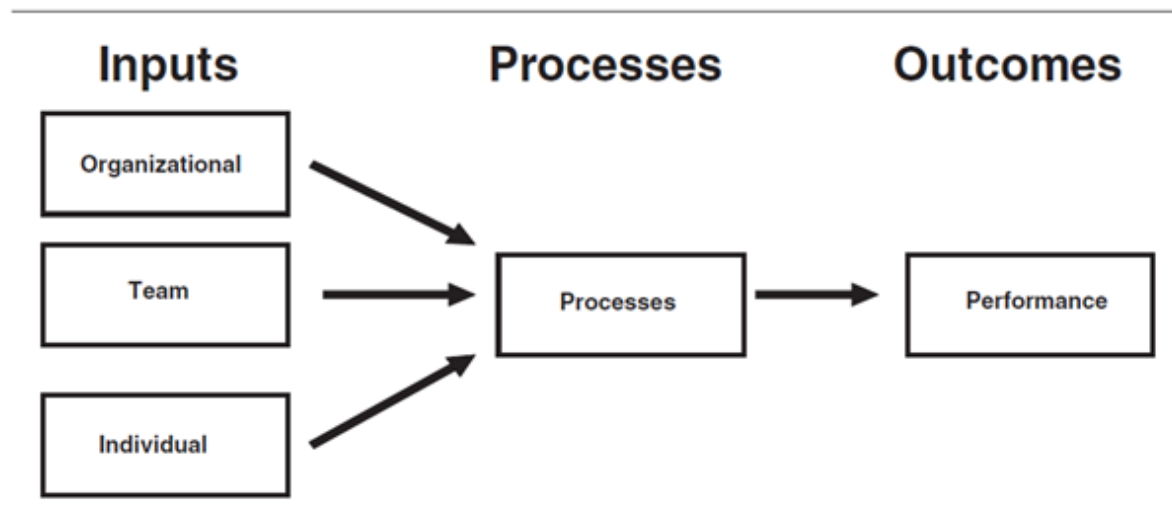 Inputs
Processes
Outcomes
Organizational
Team
Individual
Processes
Performance